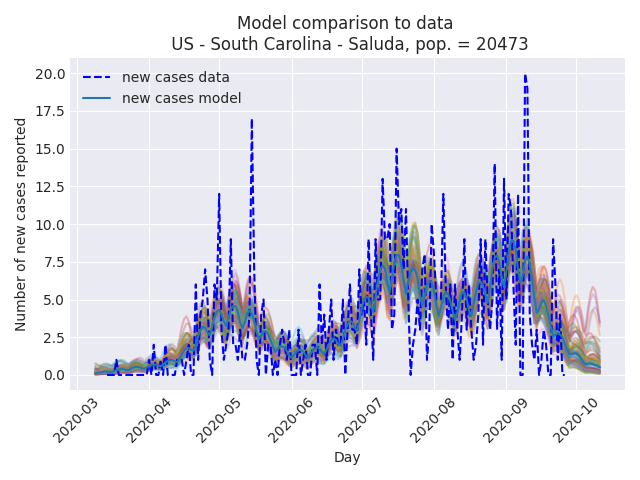 Model comparison to data
US - South Carolina - Saluda, pop. = 20473
new cases data
new cases model
Number of new cases reported
20.0
17.5
15.0
12.5
10.0
7.5
5.0
2.5
0.0
2020-03
2020-04
2020-05
2020-06
2020-07
2020-08
2020-09
2020-10
Day